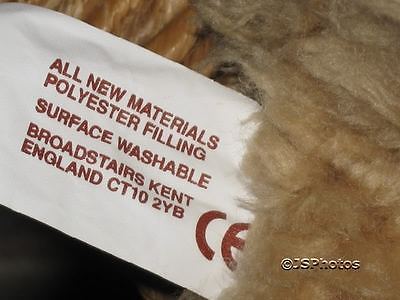 ALL NEW MATERIALS
POLYESTER FILLING
SURFACE WASHABLE
BROADSTAIRS KENT
ENGLAND CT10 2YB
CE
©JSPhotos